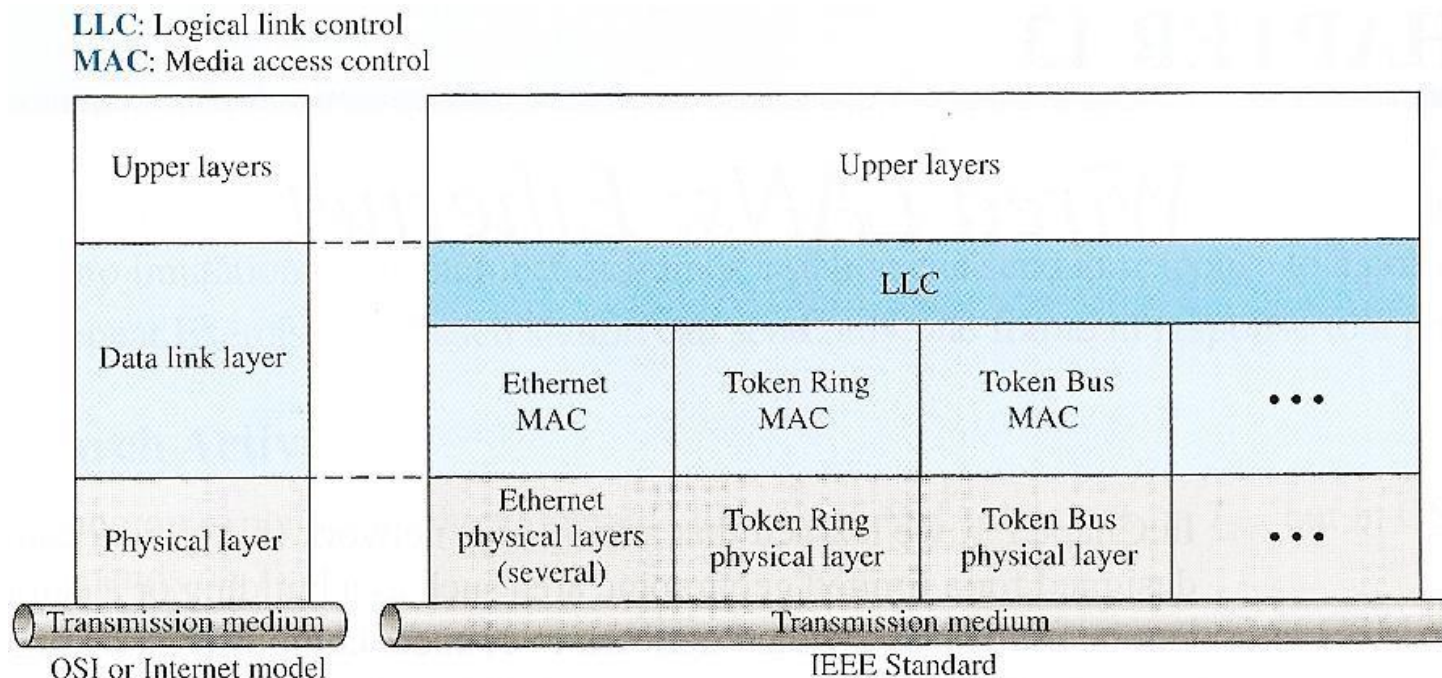 LLC: Logical link control
MAC: Media access control
Upper layers
Data link layer
Physical layer
Transmission medium
OSI or Internet model
Upper layers
LLC
Ethernet
MAC
Token Ring
MAC
Token Bus
MAC
•••
Ethernet
physical layers
(several)
Token Ring
physical layer
Token Bus
physical layer
•••
Transmission medium
IEEE Standard